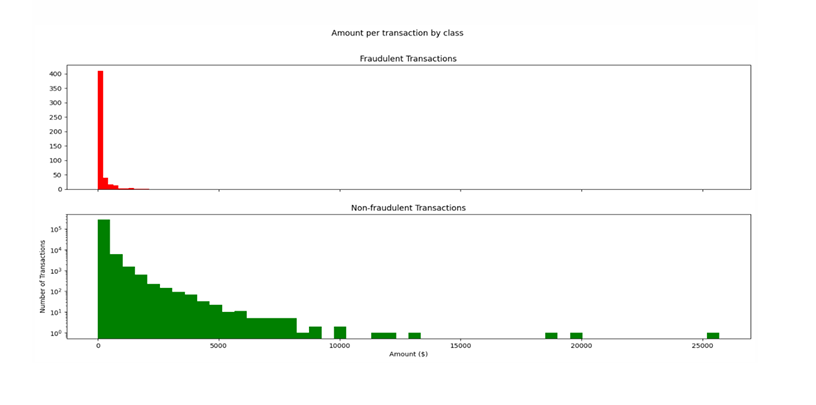 Amount per transaction by class
Fraudulent Transactions
400
350
300
250
200
150
100
50
0
Non-fraudulent Transactions
Number of Transactions
10⁵
10⁴
10³
10²
10¹
10⁰
0 5000 10000 15000 20000 25000
Amount ($)